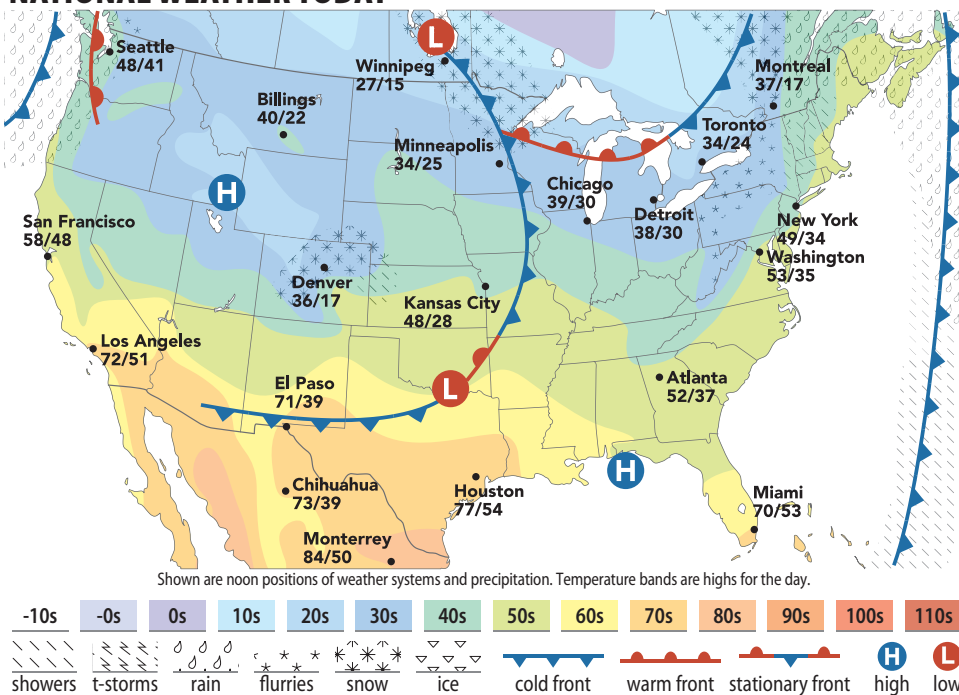 NATIONAL WEATHER TODAY
Seattle
48/41
Winnipeg
27/15
L
Montreal
37/17
Billings
40/22
Toronto
34/24
Minneapolis
34/25
H
Chicago
39/30
Detroit
38/30
San Francisco
58/48
New York
49/34
Washington
53/35
Denver
36/17
Kansas City
48/28
Los Angeles
72/51
El Paso
71/39
L
Atlanta
52/37
H
Chihuahua
73/39
Houston
77/54
Miami
70/53
Monterrey
84/50
Shown are noon positions of weather systems and precipitation. Temperature bands are highs for the day.
-10s -0s 0s 10s 20s 30s 40s 50s 60s 70s 80s 90s 100s 110s
H L
showers t-storms rain flurries snow ice cold front warm front stationary front high low